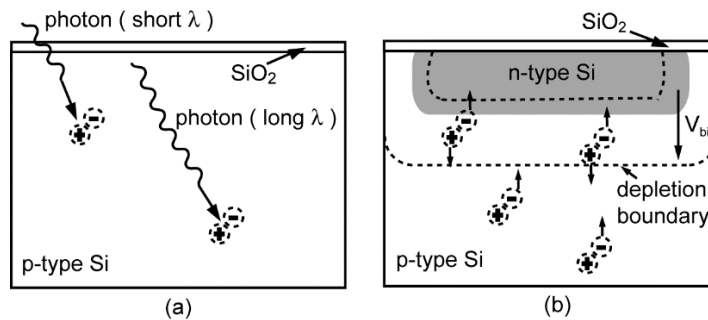 photon ( short λ )
SiO2
photon ( long λ )
p-type Si
(a)
SiO2
n-type Si
Vbi
depletion
boundary
p-type Si
(b)